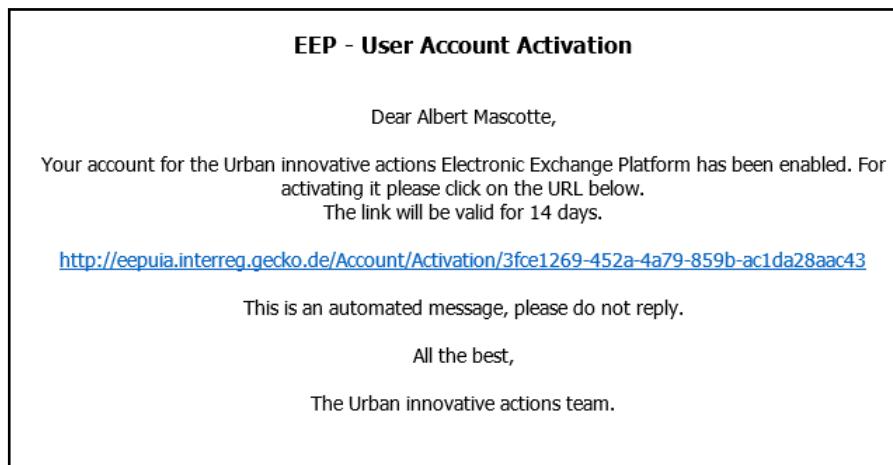 EEP - User Account Activation
Dear Albert Mascotte,
Your account for the Urban innovative actions Electronic Exchange Platform has been enabled. For
activating it please click on the URL below.
The link will be valid for 14 days.
http://eepuia.interreg.gecko.de/Account/Activation/3fce1269-452a-4a79-859b-ac1da28aac43
This is an automated message, please do not reply.
All the best,
The Urban innovative actions team.